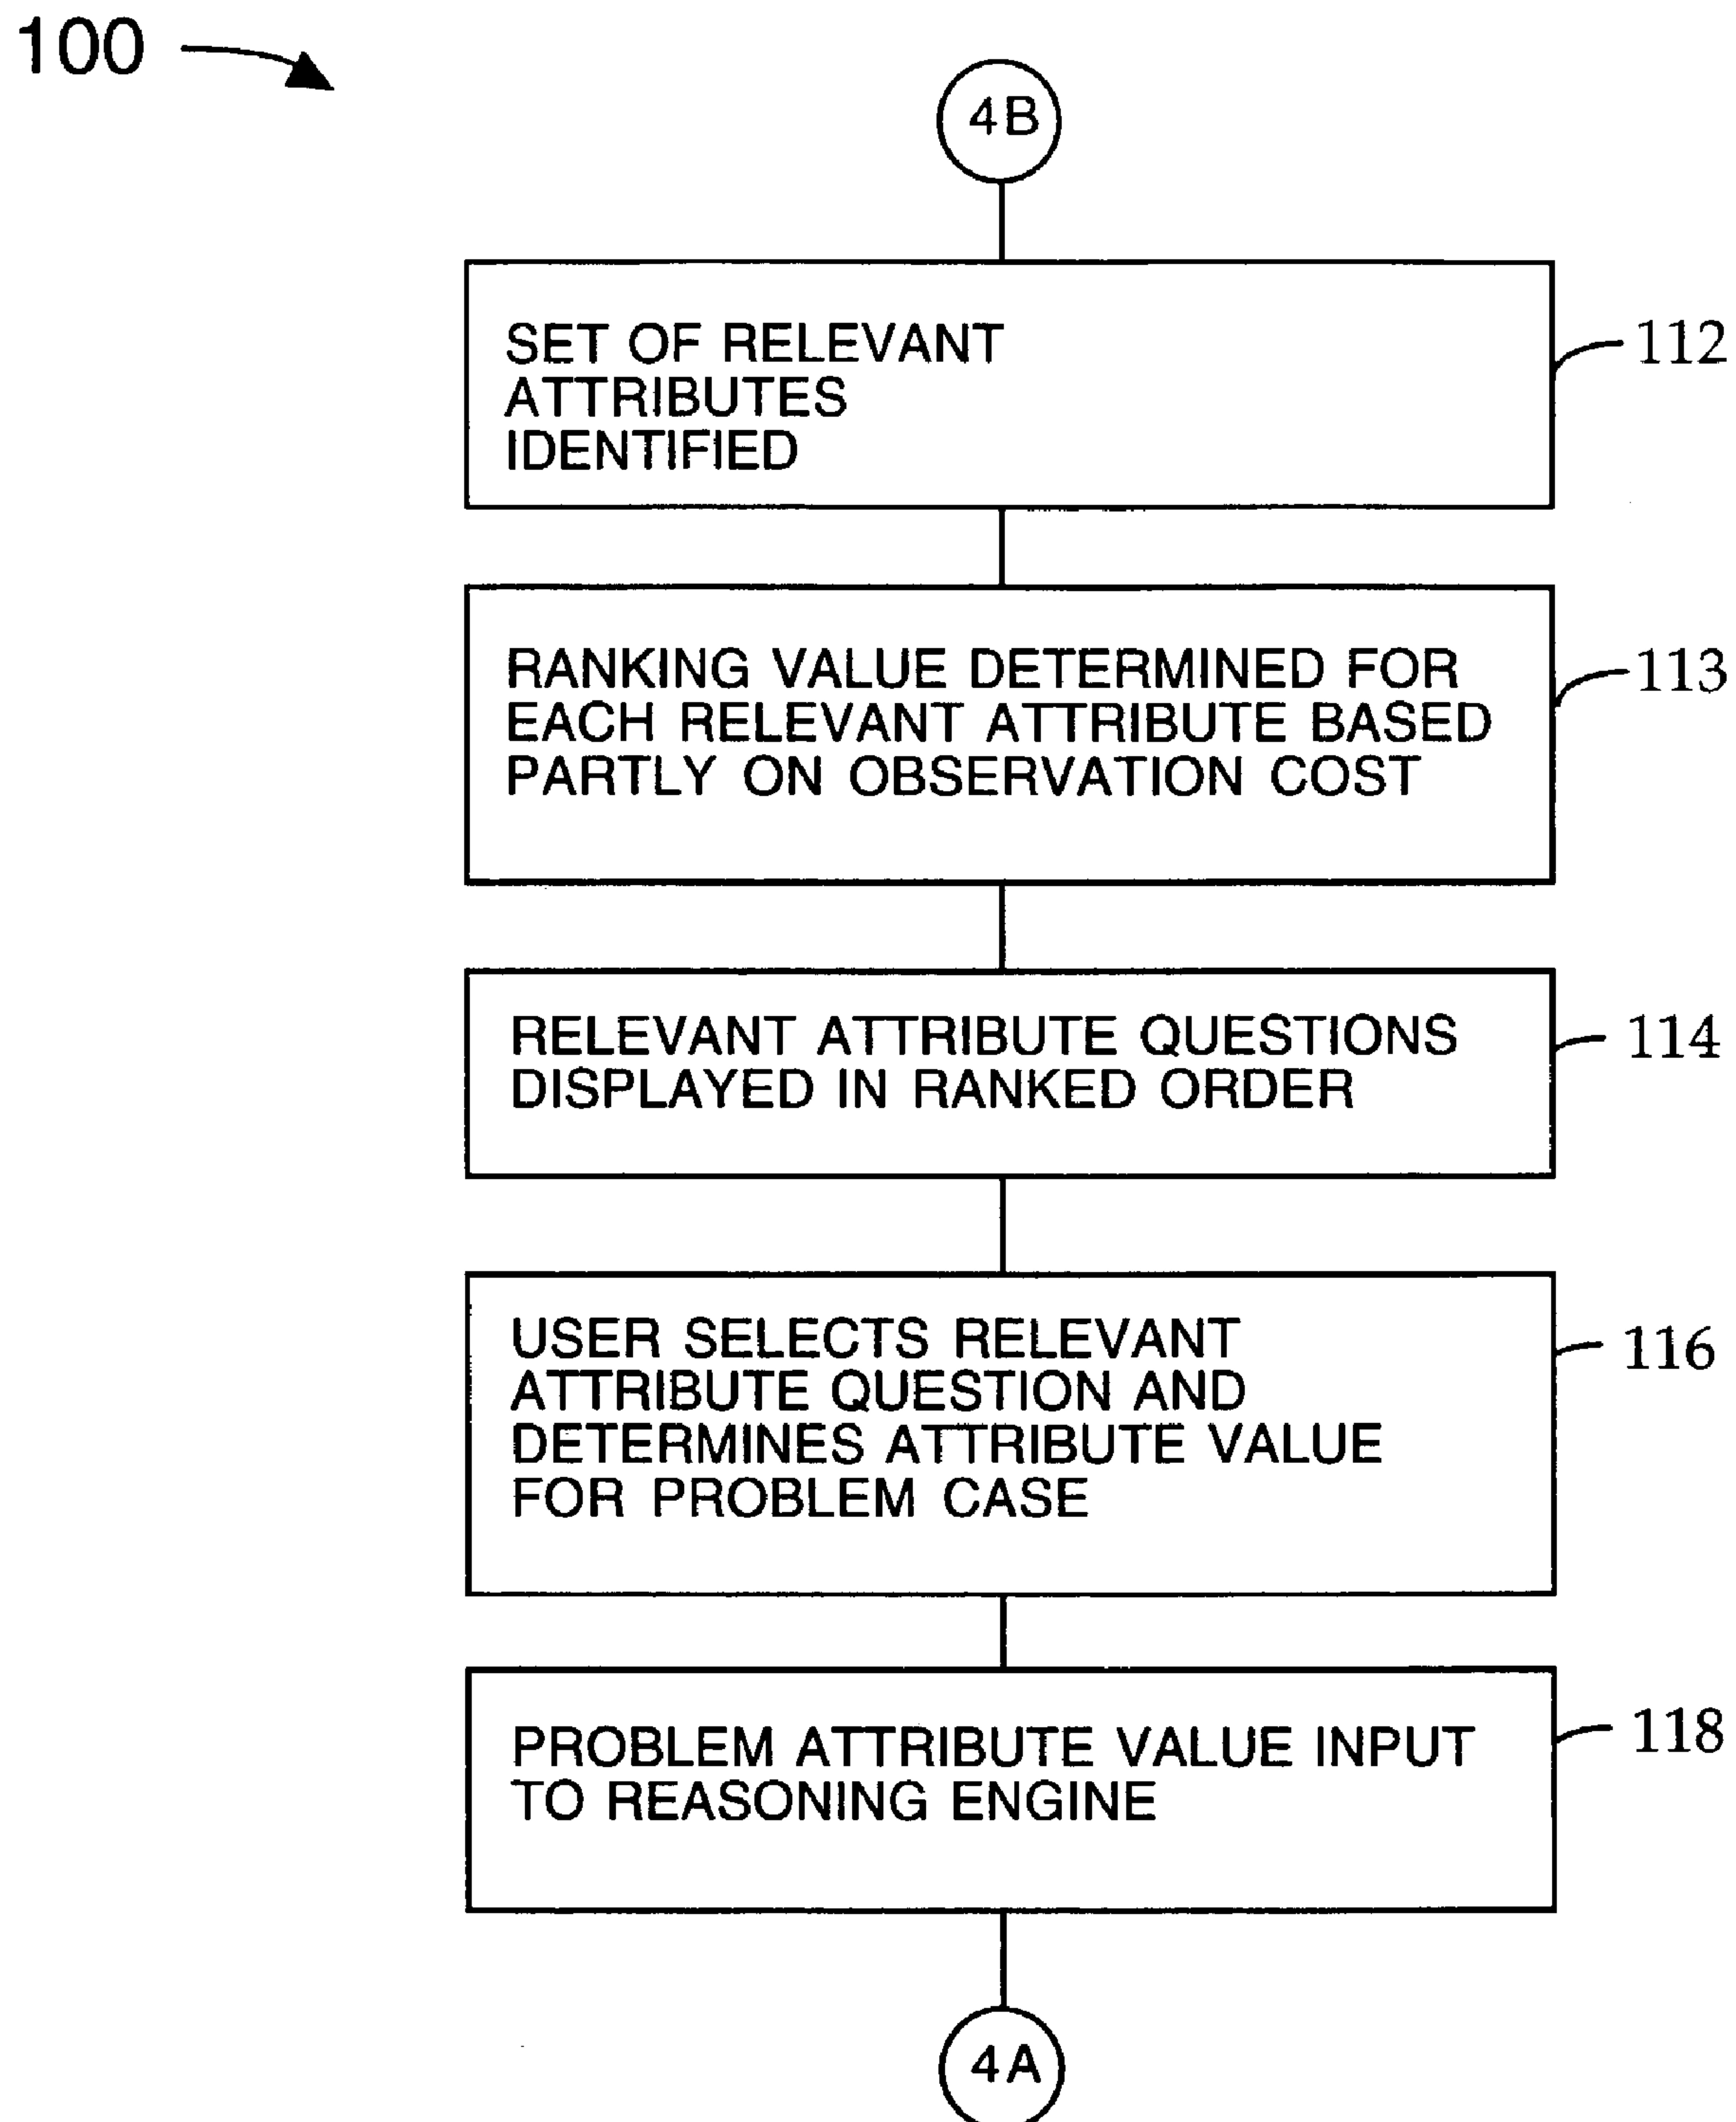 100
4B
SET OF RELEVANT
ATTRIBUTES
IDENTIFIED
112
RANKING VALUE DETERMINED FOR
EACH RELEVANT ATTRIBUTE BASED
PARTLY ON OBSERVATION COST
113
RELEVANT ATTRIBUTE QUESTIONS
DISPLAYED IN RANKED ORDER
114
USER SELECTS RELEVANT
ATTRIBUTE QUESTION AND
DETERMINES ATTRIBUTE VALUE
FOR PROBLEM CASE
116
PROBLEM ATTRIBUTE VALUE INPUT
TO REASONING ENGINE
118
4A